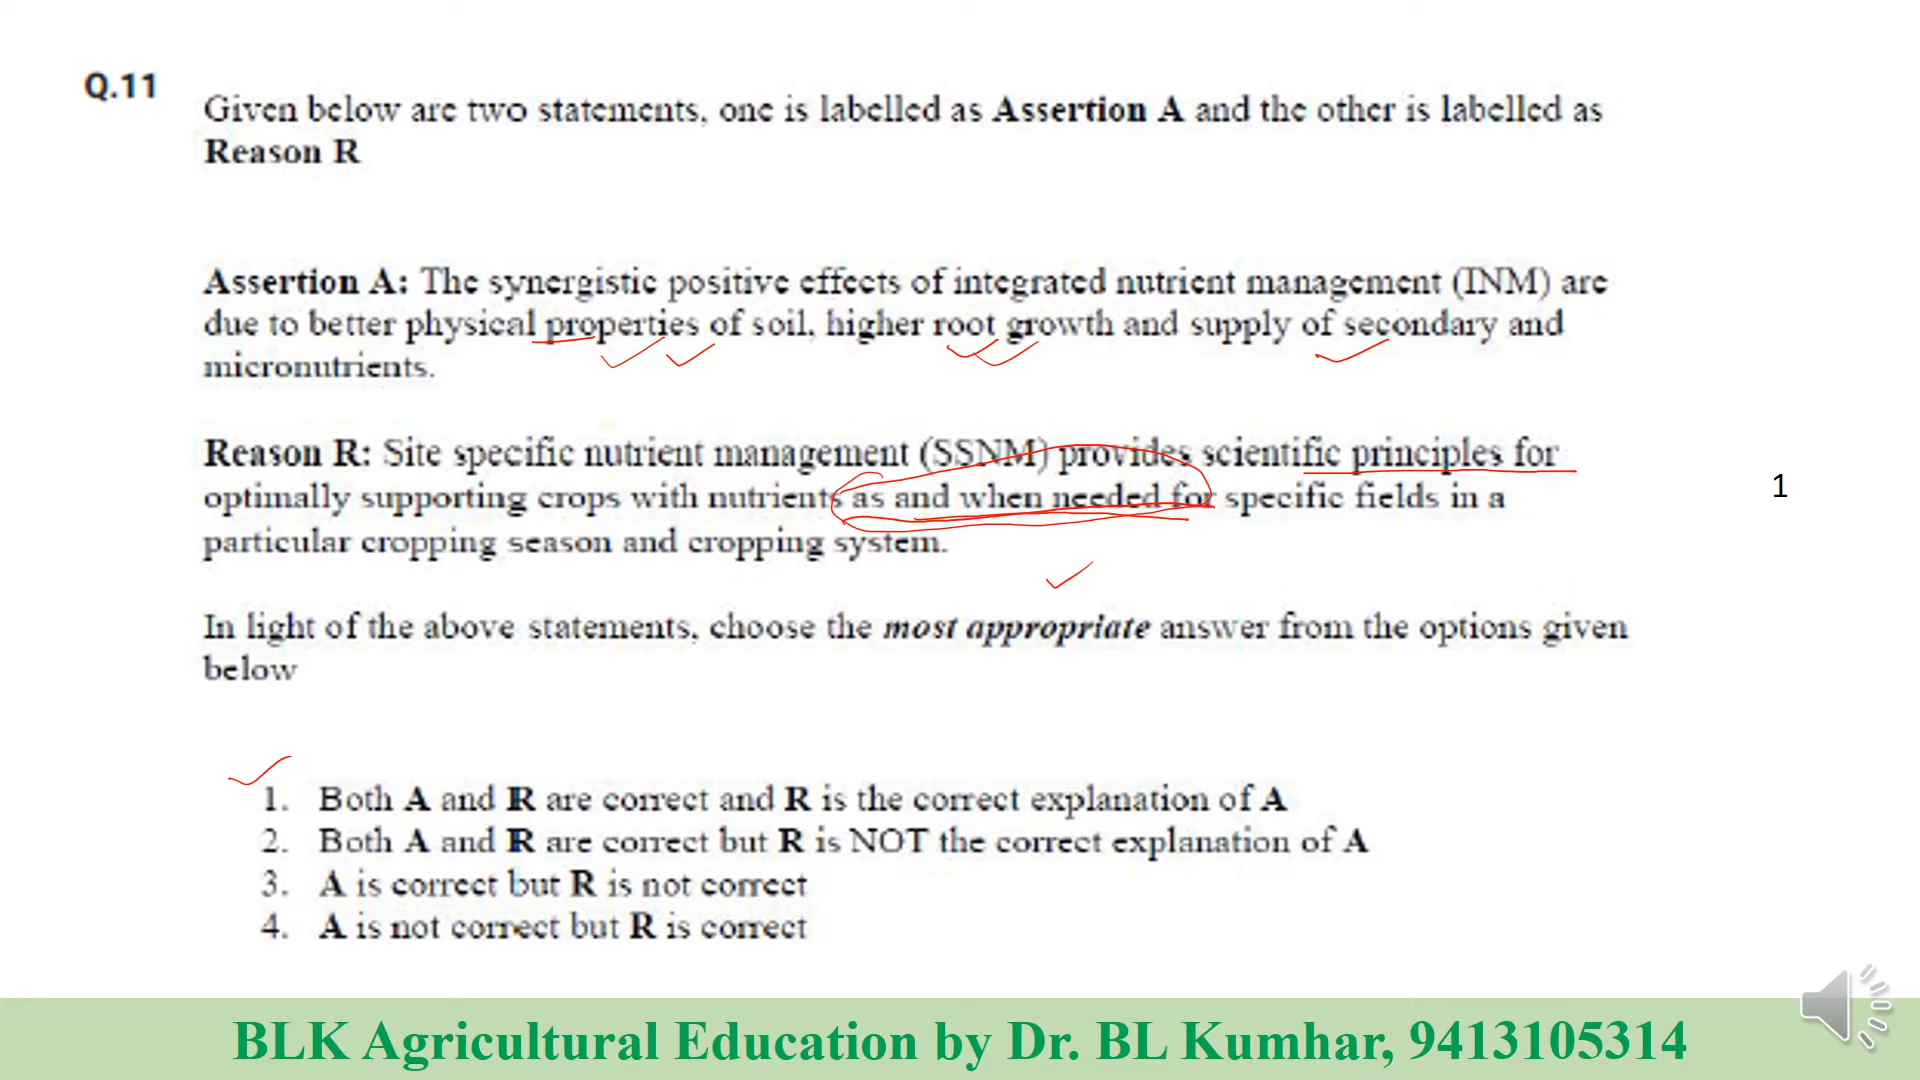 Q.11
Given below are two statements, one is labelled as Assertion A and the other is labelled as
Reason R
Assertion A: The synergistic positive effects of integrated nutrient management (INM) are
due to better physical properties of soil, higher root growth and supply of secondary and
micronutrients.
Reason R: Site specific nutrient management (SSNM) provides scientific principles for
optimally supporting crops with nutrients as and when needed for specific fields in a
particular cropping season and cropping system.
1
In light of the above statements, choose the most appropriate answer from the options given
below
1. Both A and R are correct and R is the correct explanation of A
2. Both A and R are correct but R is NOT the correct explanation of A
3. A is correct but R is not correct
4. A is not correct but R is correct
BLK Agricultural Education by Dr. BL Kumhar, 9413105314